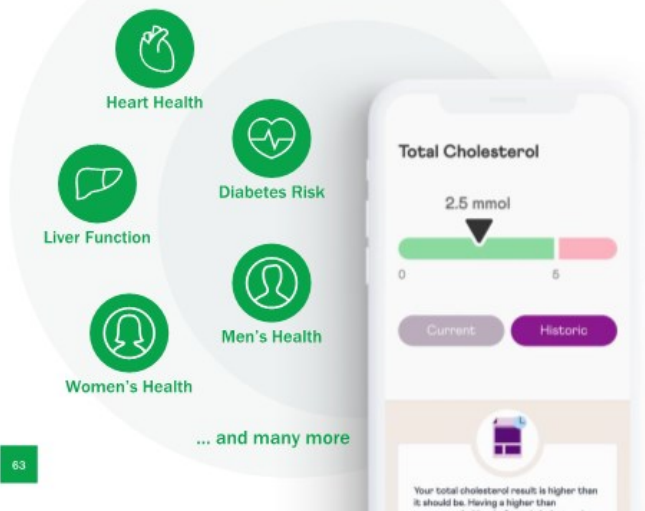 Heart Health
Diabetes Risk
Liver Function
Men's Health
Women's Health
... and many more
63
Total Cholesterol
2.5 mmol
0 5
Current Historic
Your total cholesterol result is higher than
it should be. Having a higher than